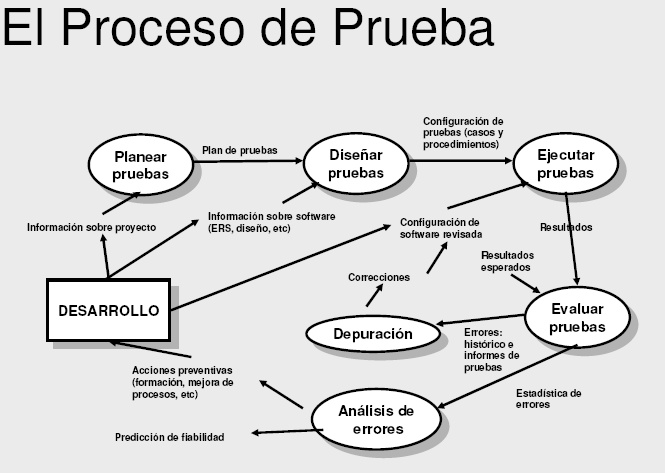 El Proceso de Prueba
Configuración de
pruebas (casos y
procedimientos)
Planear
pruebas
Plan de pruebas
Diseñar
pruebas
Ejecutar
pruebas
Información sobre proyecto
Información sobre software
(ERS, diseño, etc)
Configuración de
software revisada
Resultados
Resultados
esperados
Correcciones
DESARROLLO
Depuración
Evaluar
pruebas
Errores:
histórico e
informes de
pruebas
Acciones preventivas
(formación, mejora de
procesos, etc)
Estadística de
errores
Análisis de
errores
Predicción de fiabilidad